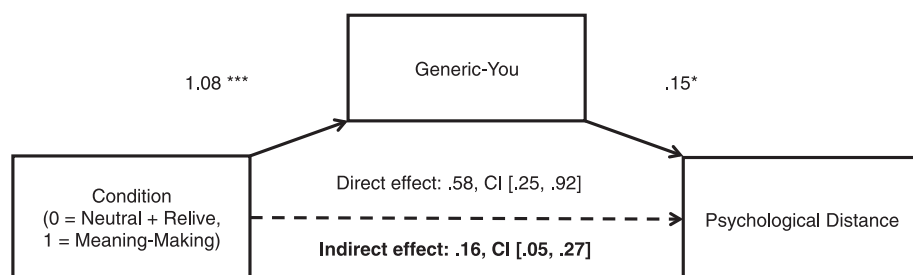 Generic-You
1.08 ***
.15*
Condition
(0 = Neutral + Relive,
1 = Meaning-Making)
Direct effect: .58, CI [.25, .92]
Indirect effect: .16, CI [.05, .27]
Psychological Distance